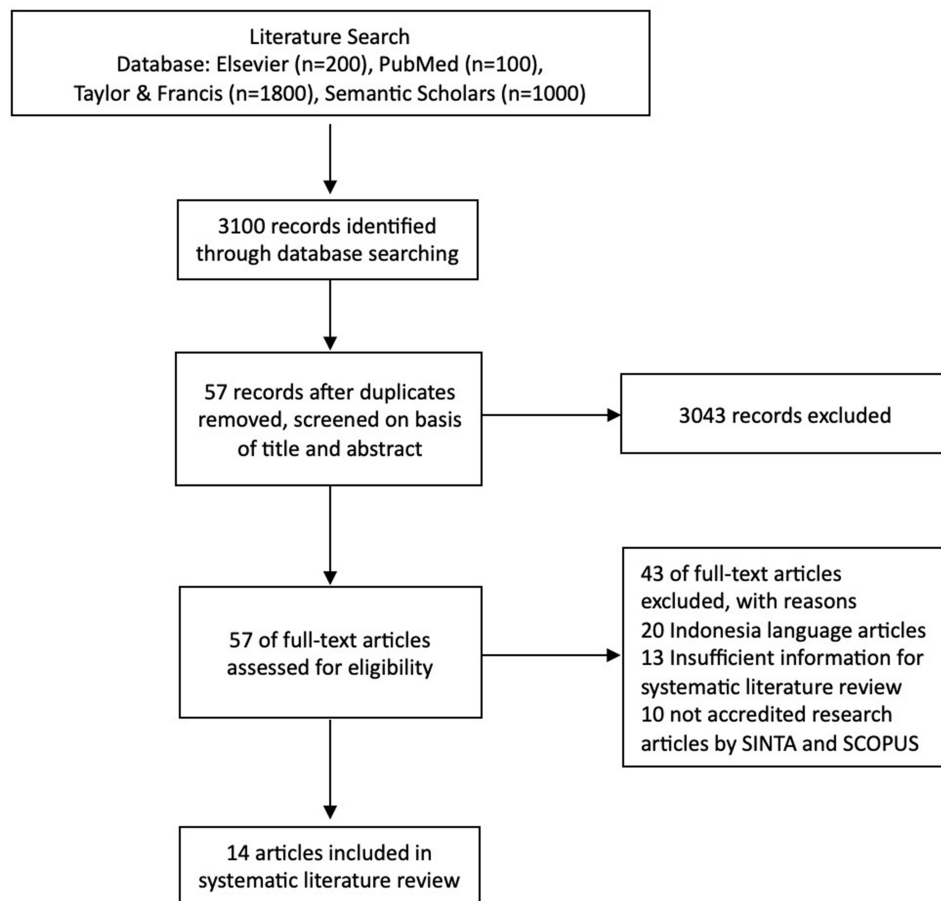 Literature Search
Database: Elsevier (n=200), PubMed (n=100),
Taylor & Francis (n=1800), Semantic Scholars (n=1000)
3100 records identified
through database searching
57 records after duplicates
removed, screened on basis
of title and abstract
3043 records excluded
57 of full-text articles
assessed for eligibility
43 of full-text articles
excluded, with reasons
20 Indonesia language articles
13 Insufficient information for
systematic literature review
10 not accredited research
articles by SINTA and SCOPUS
14 articles included in
systematic literature review